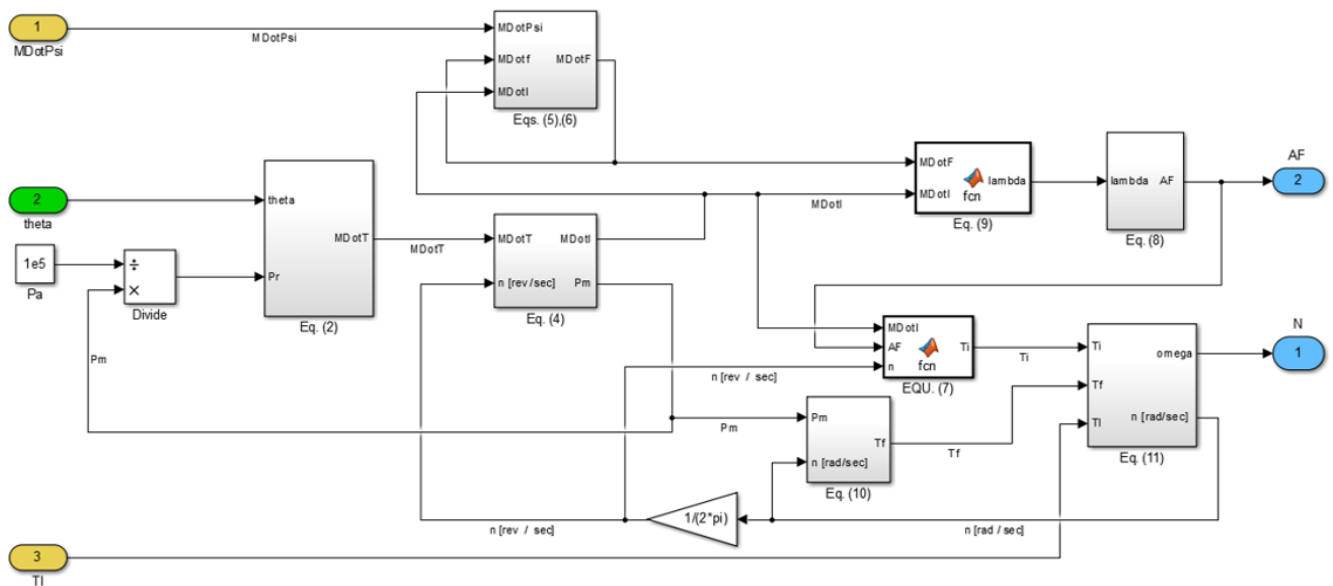 1
MDotPsi
MDotPsi
MDotPsi
MDotf
MDotI
MDotF
Eqs. (5),(6)
2
theta
1e5
Pa
÷
×
Divide
Pm
theta
Pr
MDotT
Eq. (2)
MDotT
MDotT
n [rev/sec]
MDotI
Pm
Eq. (4)
MDotI
MDotF
MDotI
lambda
fcn
Eq. (9)
lambda
AF
Eq. (8)
AF
2
MDotI
AF
n
Ti
fcn
EQU. (7)
Ti
n [rev / sec]
Pm
Pm
n [rad/sec]
Tf
Eq. (10)
Tf
Ti
Tf
Tl
omega
n [rad/sec]
Eq. (11)
N
1
n [rev / sec]
1/(2*pi)
n [rad / sec]
3
Tl